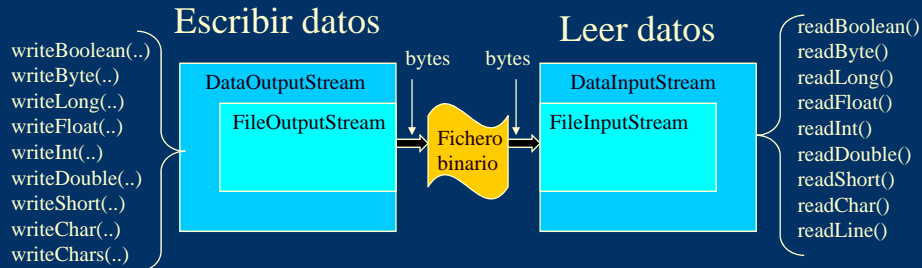 Escribir datos
writeBoolean(..)
writeByte(..)
writeLong(..)
writeFloat(..)
writeInt(..)
writeDouble(..)
writeShort(..)
writeChar(..)
writeChars(..)
DataOutputStream
FileOutputStream
bytes
Fichero
binario
bytes
Leer datos
DataInputStream
FileInputStream
readBoolean()
readByte()
readLong()
readFloat()
readInt()
readDouble()
readShort()
readChar()
readLine()